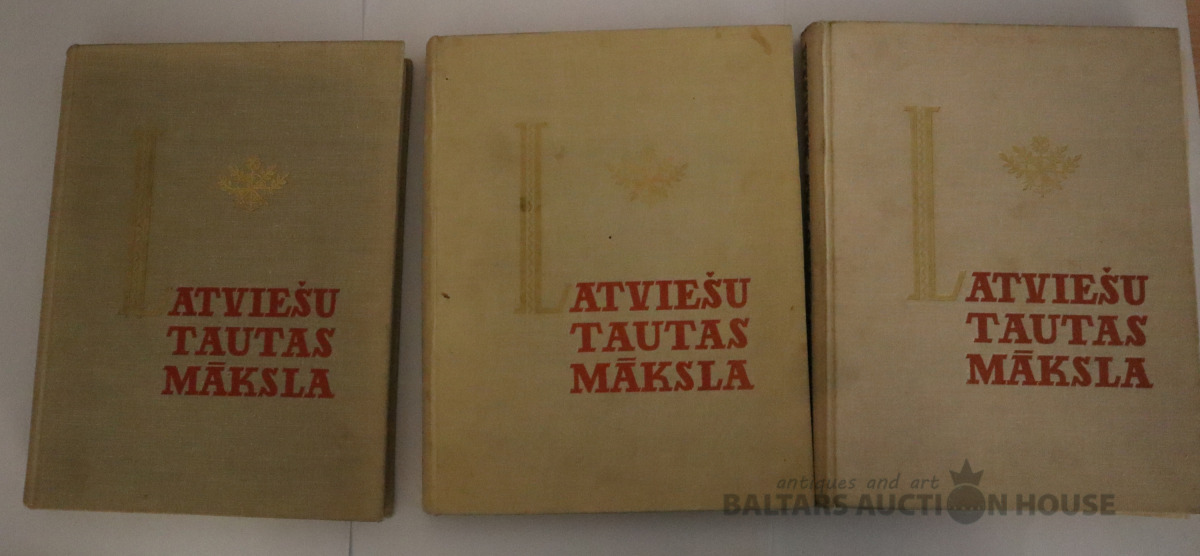 LATVIEŠU
TAUTAS
MĀKSLA
LATVIEŠU
TAUTAS
MĀKSLA
LATVIEŠU
TAUTAS
MĀKSLA
antiques and art
BALTARS AUCTION HOUSE